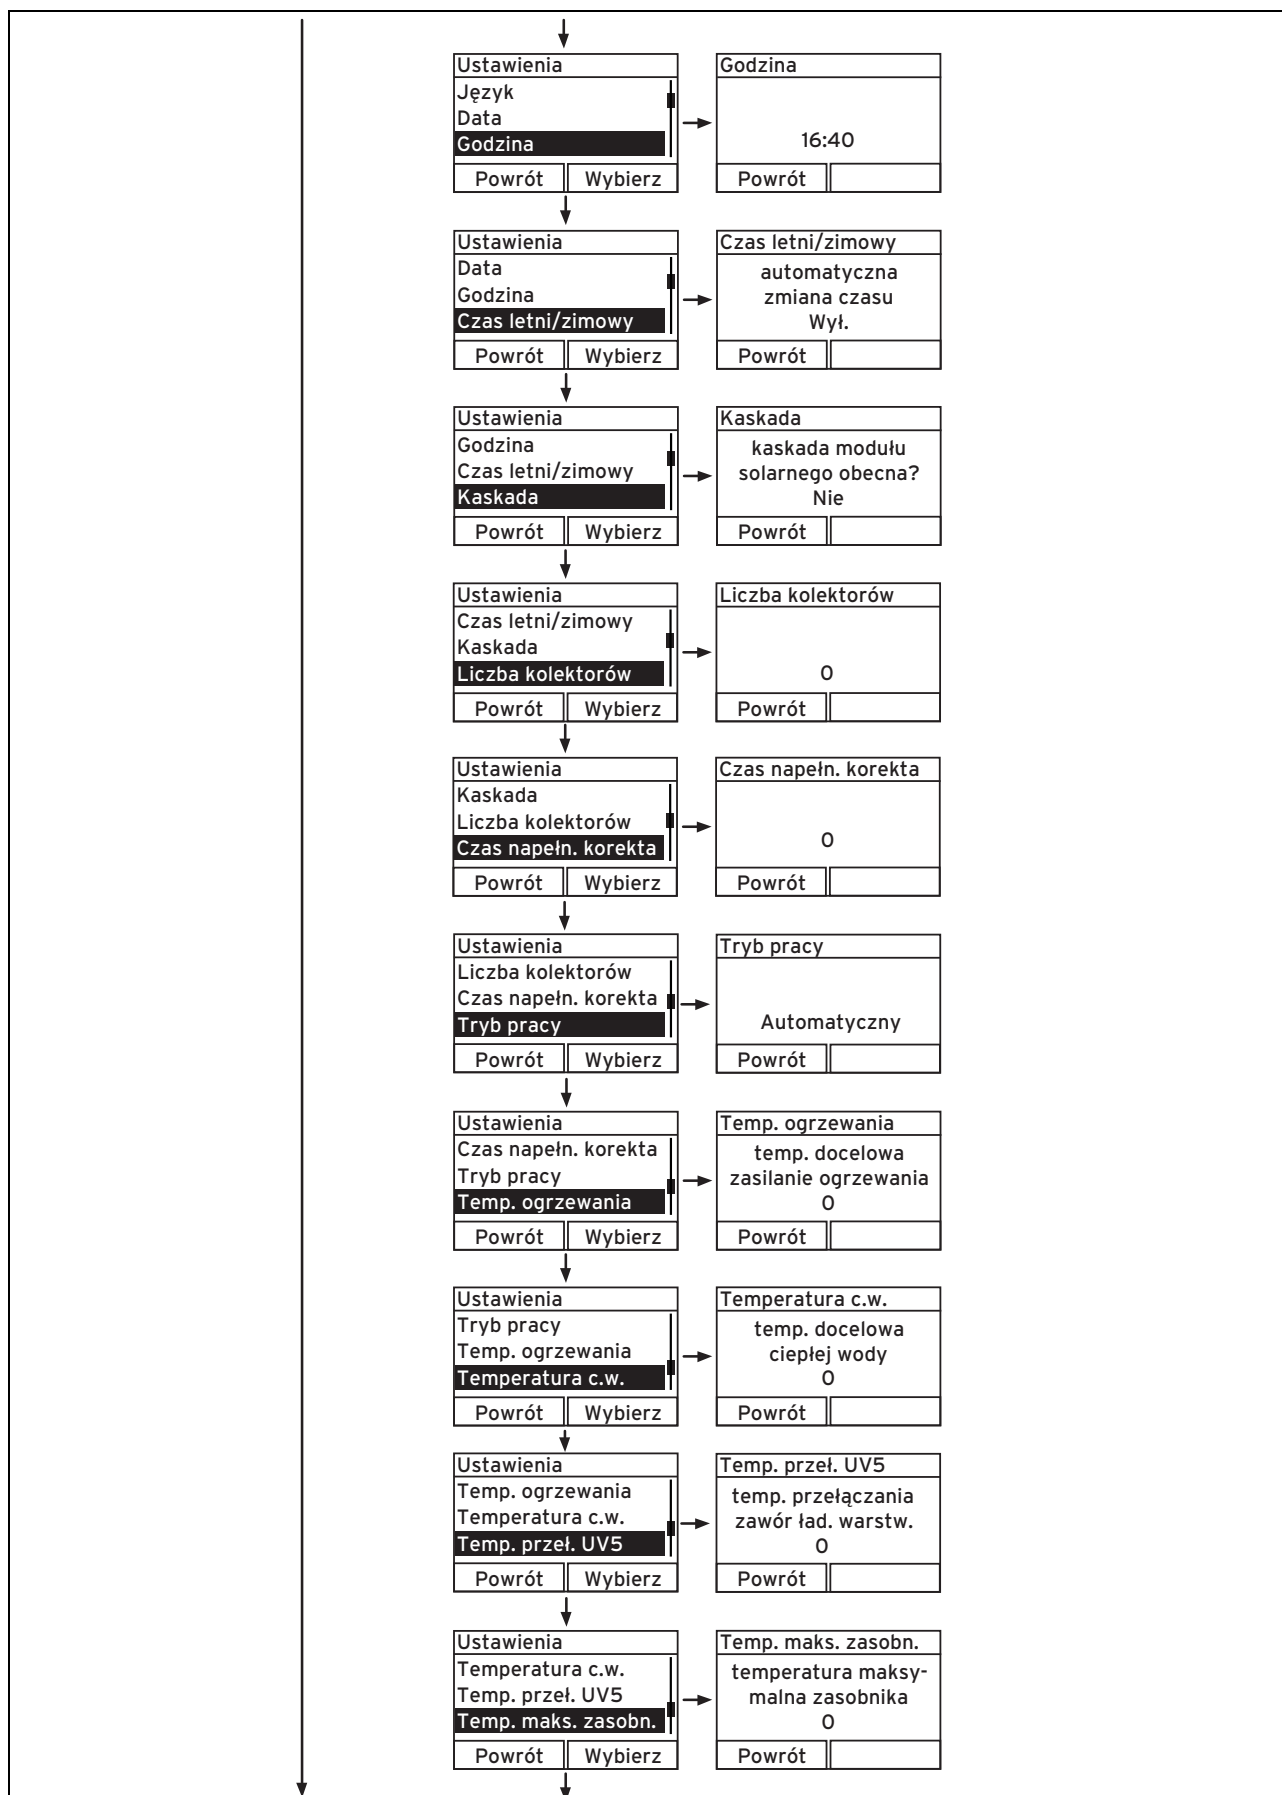 Ustawienia
Język
Data
Godzina
Powrót Wybierz
Godzina
16:40
Powrót
Ustawienia
Data
Godzina
Czas letni/zimowy
Powrót Wybierz
Czas letni/zimowy
automatyczna
zmiana czasu
Wył.
Powrót
Ustawienia
Godzina
Czas letni/zimowy
Kaskada
Powrót Wybierz
Kaskada
kaskada modułu
solarnego obecna?
Nie
Powrót
Ustawienia
Czas letni/zimowy
Kaskada
Liczba kolektorów
Powrót Wybierz
Liczba kolektorów
0
Powrót
Ustawienia
Kaskada
Liczba kolektorów
Czas napełn. korekta
Powrót Wybierz
Czas napełn. korekta
0
Powrót
Ustawienia
Liczba kolektorów
Czas napełn. korekta
Tryb pracy
Powrót Wybierz
Tryb pracy
Automatyczny
Powrót
Ustawienia
Czas napełn. korekta
Tryb pracy
Temp. ogrzewania
Powrót Wybierz
Temp. ogrzewania
temp. docelowa
zasilanie ogrzewania
0
Powrót
Ustawienia
Tryb pracy
Temp. ogrzewania
Temperatura c.w.
Powrót Wybierz
Temperatura c.w.
temp. docelowa
ciepłej wody
0
Powrót
Ustawienia
Temp. ogrzewania
Temperatura c.w.
Temp. przeł. UV5
Powrót Wybierz
Temp. przeł. UV5
temp. przełączania
zawór ład. warstw.
0
Powrót
Ustawienia
Temperatura c.w.
Temp. przeł. UV5
Temp. maks. zasobn.
Powrót Wybierz
Temp. maks. zasobn.
temperatura maksy-
malna zasobnika
0
Powrót